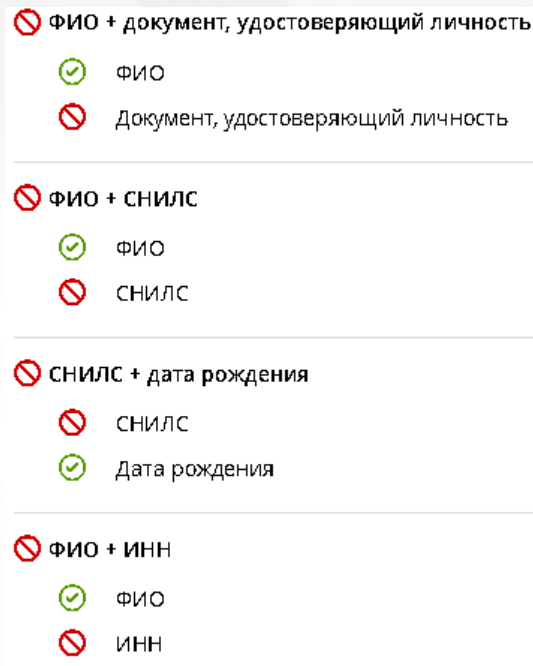 ФИО + документ, удостоверяющий личность
ФИО
Документ, удостоверяющий личность
ФИО + СНИЛС
ФИО
СНИЛС
СНИЛС + дата рождения
СНИЛС
Дата рождения
ФИО + ИНН
ФИО
ИНН